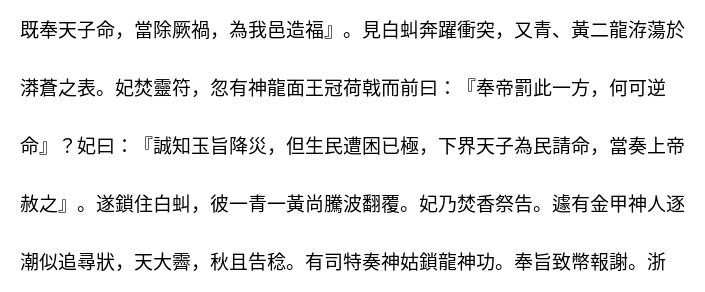 既奉天子命，當除厥禍，為我邑造福』。見白虬奔躍衝突，又青、黃二龍洊蕩於
漭蒼之表。妃焚靈符，忽有神龍面王冠荷戟而前曰：『奉帝罰此一方，何可逆
命』？妃曰：『誠知玉旨降災，但生民遭困已極，下界天子為民請命，當奏上帝
赦之』。遂鎖住白虬，彼一青一黃尚騰波翻覆。妃乃焚香祭告。遽有金甲神人逐
潮似追尋狀，天大霽，秋且告稔。有司特奏神姑鎖龍神功。奉旨致幣報謝。浙